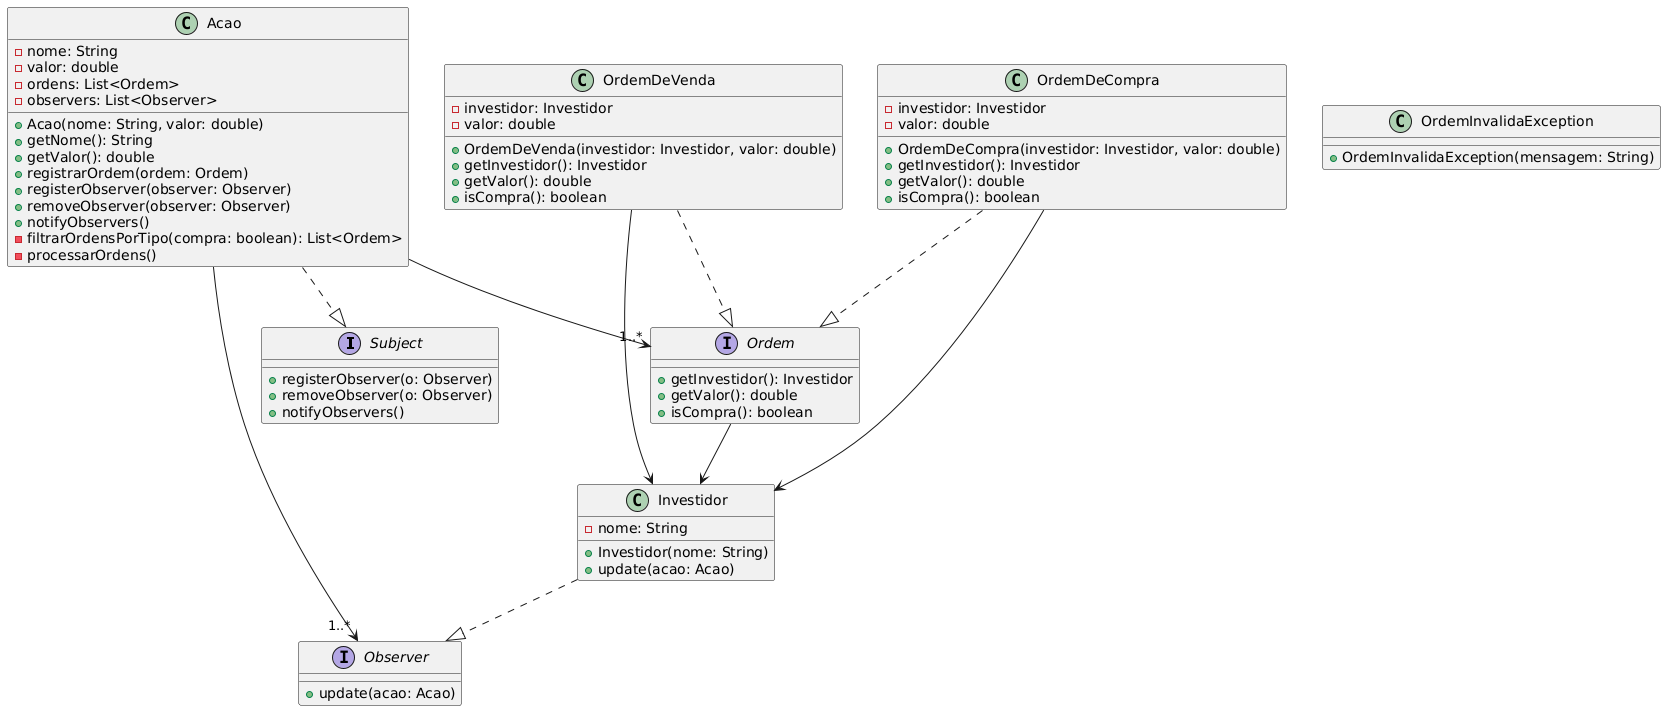 Acao
nome: String
valor: double
ordens: List<Ordem>
observers: List<Observer>
Acao(nome: String, valor: double)
getNome(): String
getValor(): double
registrarOrdem(ordem: Ordem)
registerObserver(observer: Observer)
removeObserver(observer: Observer)
notifyObservers()
filtrarOrdensPorTipo(compra: boolean): List<Ordem>
processarOrdens()
OrdemDeVenda
investidor: Investidor
valor: double
OrdemDeVenda(investidor: Investidor, valor: double)
getInvestidor(): Investidor
getValor(): double
isCompra(): boolean
OrdemDeCompra
investidor: Investidor
valor: double
OrdemDeCompra(investidor: Investidor, valor: double)
getInvestidor(): Investidor
getValor(): double
isCompra(): boolean
OrdemInvalidaException
OrdemInvalidaException(mensagem: String)
Subject
registerObserver(o: Observer)
removeObserver(o: Observer)
notifyObservers()
1..*
Ordem
getInvestidor(): Investidor
getValor(): double
isCompra(): boolean
Investidor
nome: String
Investidor(nome: String)
update(acao: Acao)
1..*
Observer
update(acao: Acao)